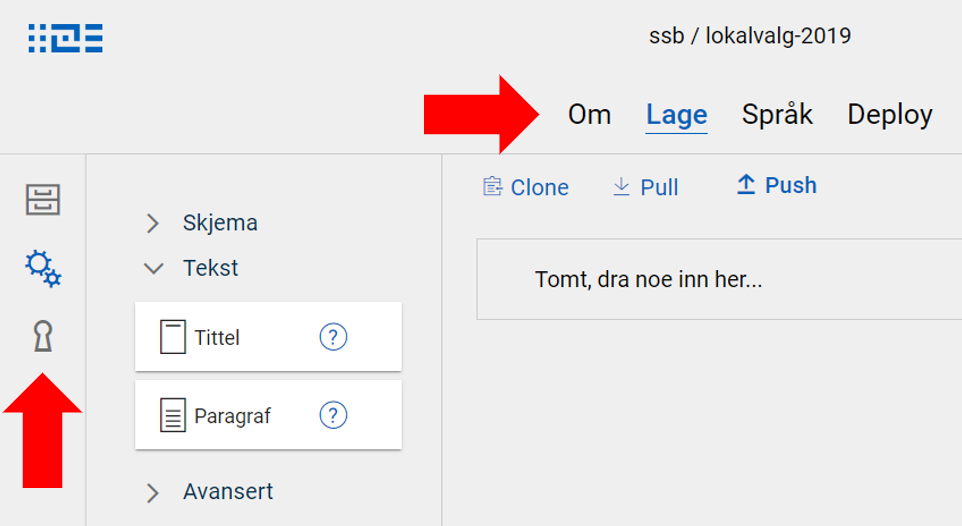 ssb / lokalvalg-2019
Om Lage Språk Deploy
Clone Pull Push
Skjema
Tekst
Tomt, dra noe inn her...
Tittel ?
Paragraf ?
Avansert